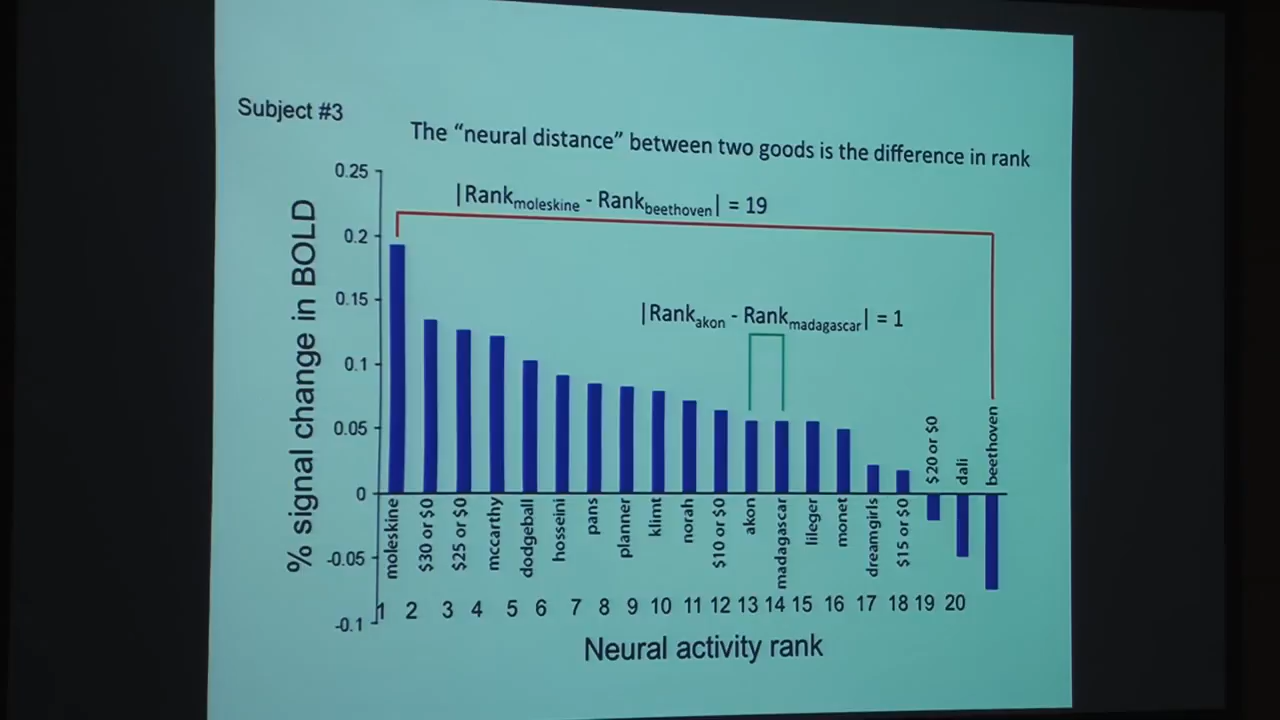 Subject #3
The “neural distance” between two goods is the difference in rank
|Rankmoleskine - Rankbeethoven| = 19
|Rankakon - Rankmadagascar| = 1
% signal change in BOLD
0.25
0.2
0.15
0.1
0.05
0
-0.05
-0.1
moleskine
$30 or $0
$25 or $0
mccarthy
dodgeball
hosseini
pans
planner
klimt
norah
$10 or $0
akon
madagascar
lileger
monet
dreamgirls
$15 or $0
$20 or $0
dali
beethoven
1 2 3 4 5 6 7 8 9 10 11 12 13 14 15 16 17 18 19 20
Neural activity rank